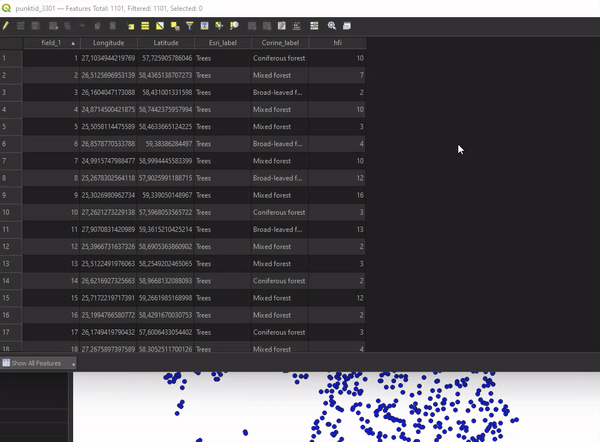 punktid_3301 — Features Total: 1101, Filtered: 1101, Selected: 0
field_1 Longitude Latitude Esri_label Corine_label hfi
1 1 27,1034944219769 57,725905786046 Trees Coniferous forest 10
2 2 26,5125696953139 58,4365138707273 Trees Mixed forest 7
3 3 26,1604047173088 58,431001331598 Trees Broad-leaved f... 2
4 4 24,8714500421875 58,7442375957994 Trees Mixed forest 10
5 5 25,5058114475589 58,4633665124225 Trees Mixed forest 3
6 6 26,8578770533788 59,38386284497 Trees Broad-leaved f... 4
7 7 24,9915747988477 58,9994445583399 Trees Mixed forest 10
8 8 25,2678302564118 57,9025991188715 Trees Broad-leaved f... 12
9 9 25,3026980962734 59,339050148967 Trees Mixed forest 16
10 10 27,2621273229138 57,5968053565722 Trees Coniferous forest 3
11 11 27,9070831420989 59,3615210425214 Trees Broad-leaved f... 13
12 12 25,3966731637326 58,6905363860902 Trees Mixed forest 2
13 13 25,5122491976063 58,2549202465065 Trees Mixed forest 3
14 14 26,6216927325663 58,9668132088093 Trees Coniferous forest 2
15 15 25,7172219717391 59,2661985168998 Trees Mixed forest 12
16 16 25,1994766580772 58,4291670030753 Trees Mixed forest 2
17 17 26,1749419790432 57,6006433054402 Trees Coniferous forest 3
18 18 27,2675897397589 58,3052511700126 Trees Mixed forest 4
Show All Features